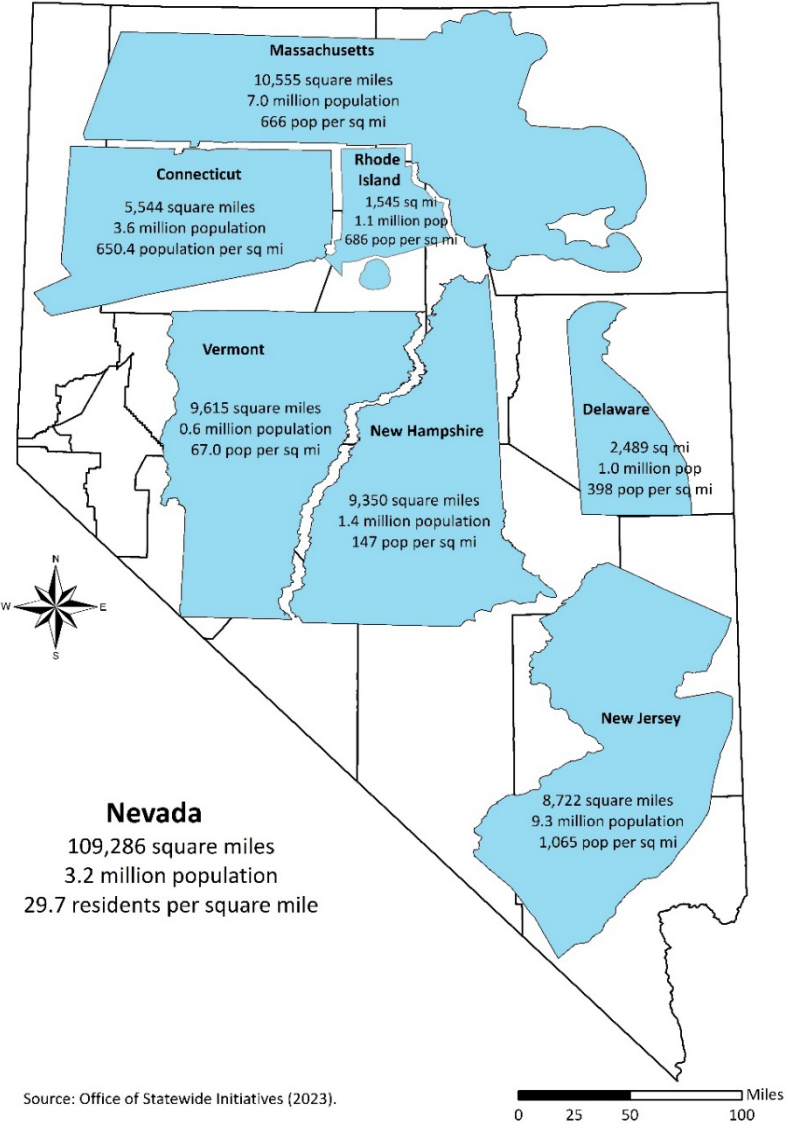 Massachusetts
10,555 square miles
7.0 million population
666 pop per sq mi
Connecticut
5,544 square miles
3.6 million population
650.4 population per sq mi
Rhode
Island
1,545 sq mi
1.1 million pop
686 pop per sq mi
Vermont
9,615 square miles
0.6 million population
67.0 pop per sq mi
New Hampshire
9,350 square miles
1.4 million population
147 pop per sq mi
Delaware
2,489 sq mi
1.0 million pop
398 pop per sq mi
N
W
E
S
New Jersey
8,722 square miles
9.3 million population
1,065 pop per sq mi
Nevada
109,286 square miles
3.2 million population
29.7 residents per square mile
Source: Office of Statewide Initiatives (2023).
Miles
0 25 50 100